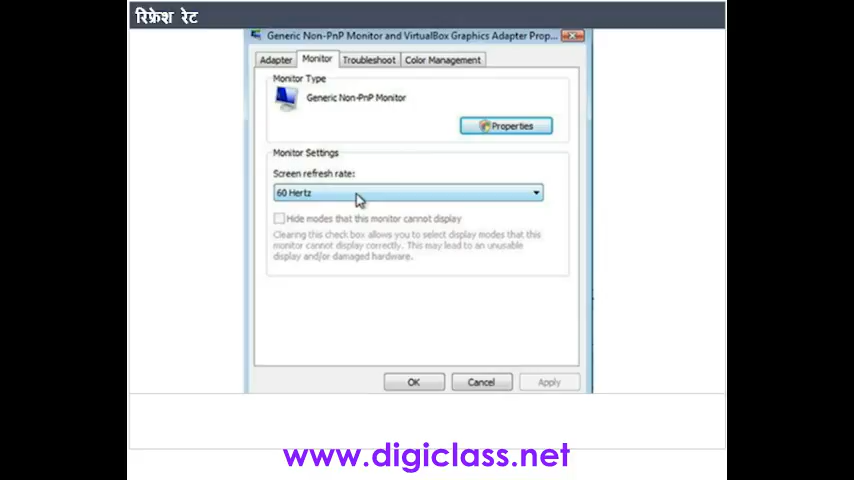 रिफ्रेश रेट
Generic Non-PnP Monitor and VirtualBox Graphics Adapter Prop...
Adapter Monitor Troubleshoot Color Management
Monitor Type
Generic Non-PnP Monitor
Properties
Monitor Settings
Screen refresh rate:
60 Hertz
Hide modes that this monitor cannot display
Clearing this check box allows you to select display modes that this
monitor cannot display correctly. This may lead to an unusable
display and/or damaged hardware.
OK Cancel Apply
www.digiclass.net